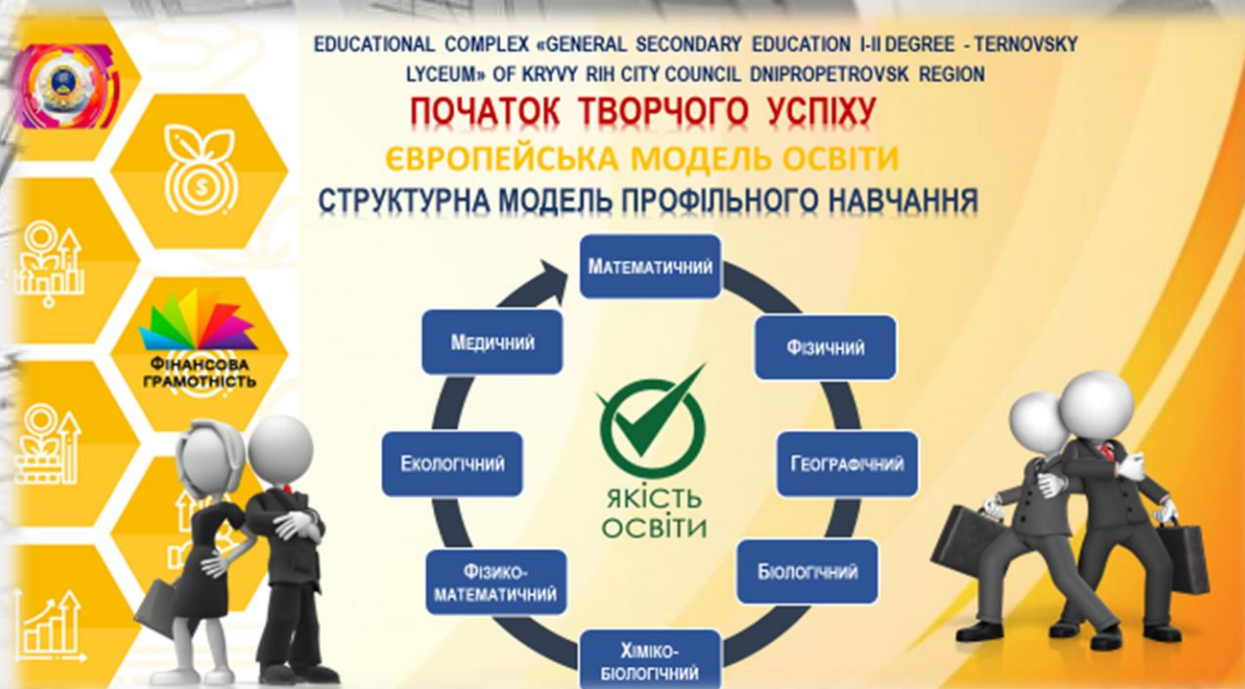 EDUCATIONAL COMPLEX «GENERAL SECONDARY EDUCATION I-II DEGREE - TERNOVSKY
LYCEUM» OF KRYVY RIH CITY COUNCIL DNIPROPETROVSK REGION
ПОЧАТОК ТВОРЧОГО УСПІХУ
ЄВРОПЕЙСЬКА МОДЕЛЬ ОСВІТИ
СТРУКТУРНА МОДЕЛЬ ПРОФІЛЬНОГО НАВЧАННЯ
МАТЕМАТИЧНИЙ
ФІЗИЧНИЙ
ГЕОГРАФІЧНИЙ
БІОЛОГІЧНИЙ
ХІМІКО-
БІОЛОГІЧНИЙ
ФІЗИКО-
МАТЕМАТИЧНИЙ
ЕКОЛОГІЧНИЙ
МЕДИЧНИЙ
ЯКІСТЬ
ОСВІТИ
ФІНАНСОВА
ГРАМОТНІСТЬ